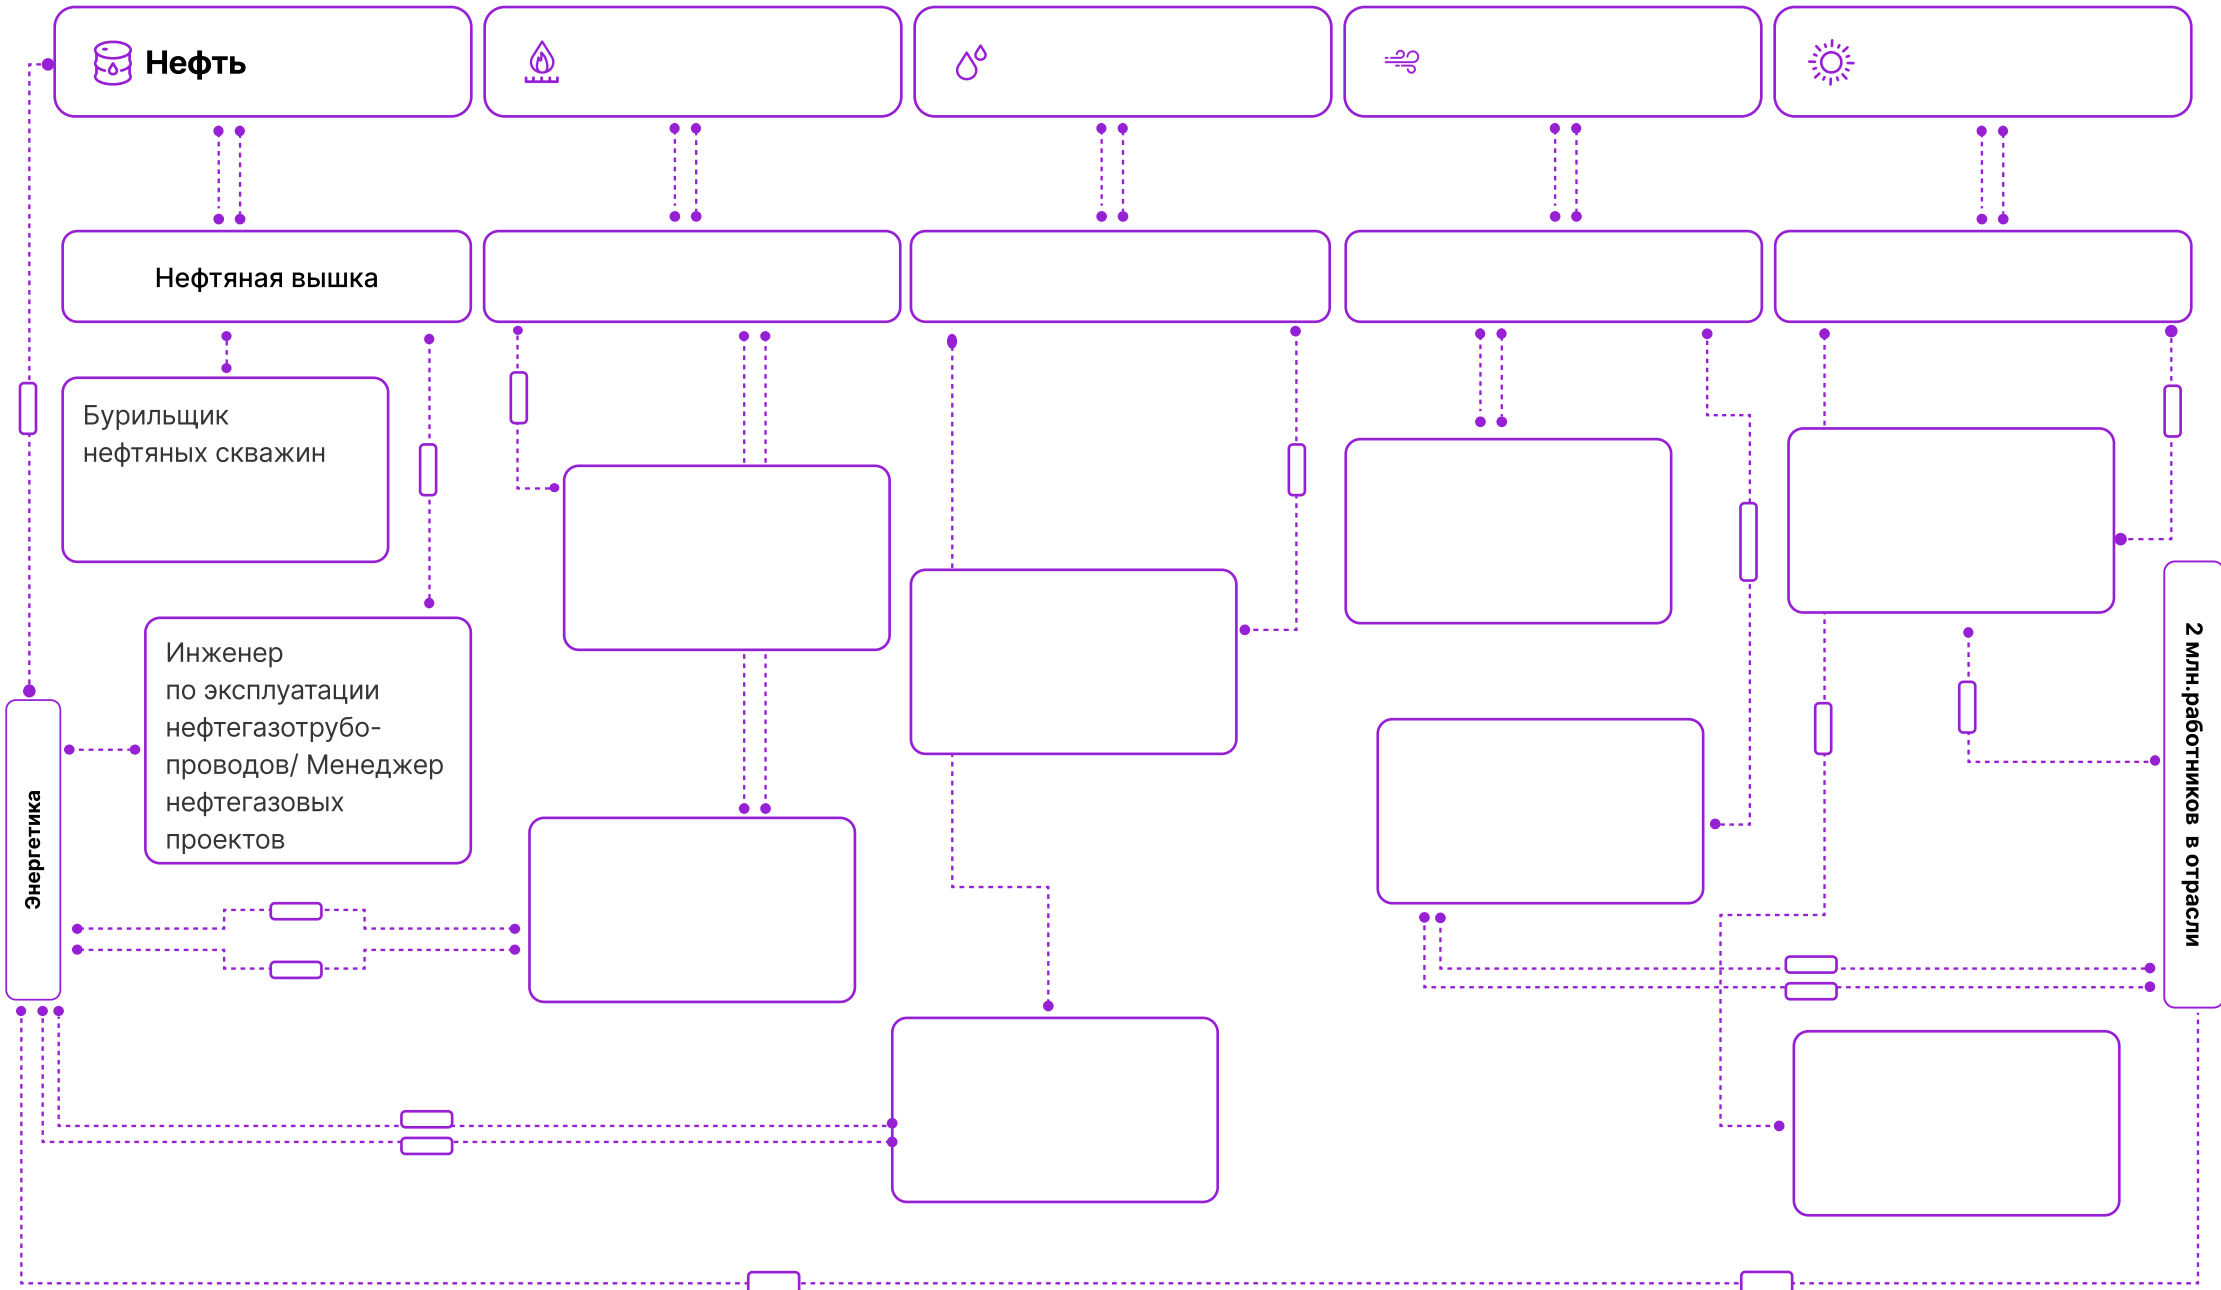 Нефть
Нефтяная вышка
Бурильщик
нефтяных скважин
Инженер
по эксплуатации
нефтегазотрубо-
проводов/ Менеджер
нефтегазовых
проектов
Энергетика
2 млн.работников в отрасли